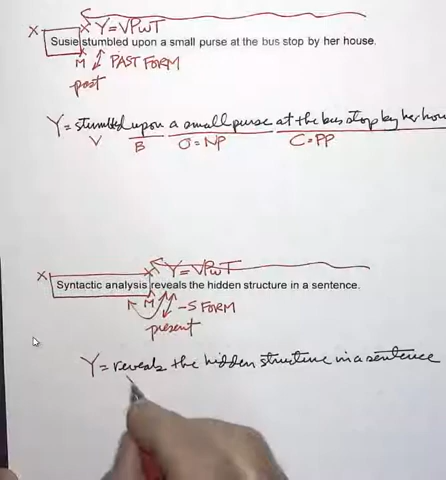 X X Y=VPwT
Susie stumbled upon a small purse at the bus stop by her house.
M PAST FORM
past
Y= stumbled upon a small purse at the bus stop by her hou
V B O=NP C=PP
X X Y=VPwT
Syntactic analysis reveals the hidden structure in a sentence.
M -S FORM
present
Y= reveals the hidden structure in a sentence